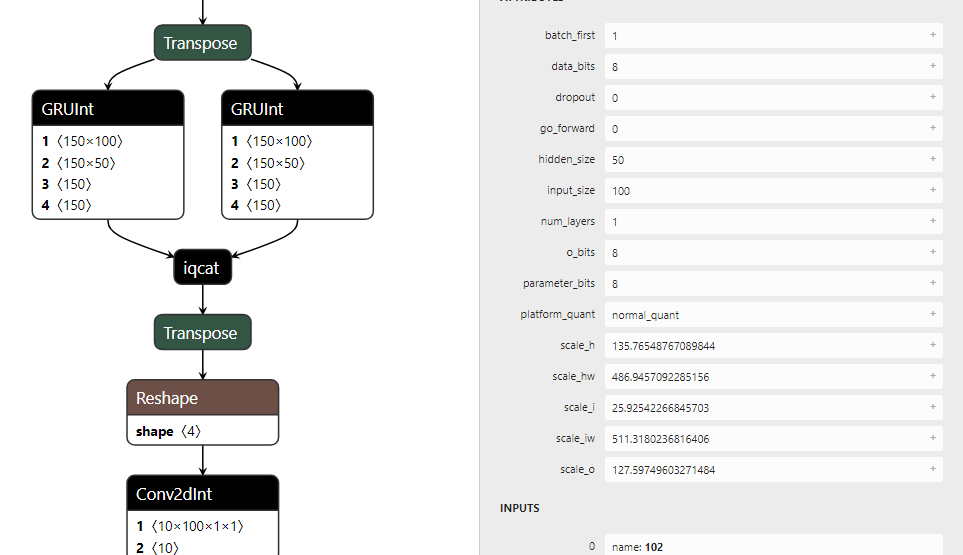 Transpose
GRUInt
1 〈150×100〉
2 〈150×50〉
3 〈150〉
4 〈150〉
GRUInt
1 〈150×100〉
2 〈150×50〉
3 〈150〉
4 〈150〉
iqcat
Transpose
Reshape
shape 〈4〉
Conv2dInt
1 〈10×100×1×1〉
2 〈10〉
batch_first 1 +
data_bits 8 +
dropout 0 +
go_forward 0 +
hidden_size 50 +
input_size 100 +
num_layers 1 +
o_bits 8 +
parameter_bits 8 +
platform_quant normal_quant +
scale_h 135.76548767089844 +
scale_hw 486.9457092285156 +
scale_i 25.92542266845703 +
scale_iw 511.3180236816406 +
scale_o 127.59749603271484 +
INPUTS
0 name: 102